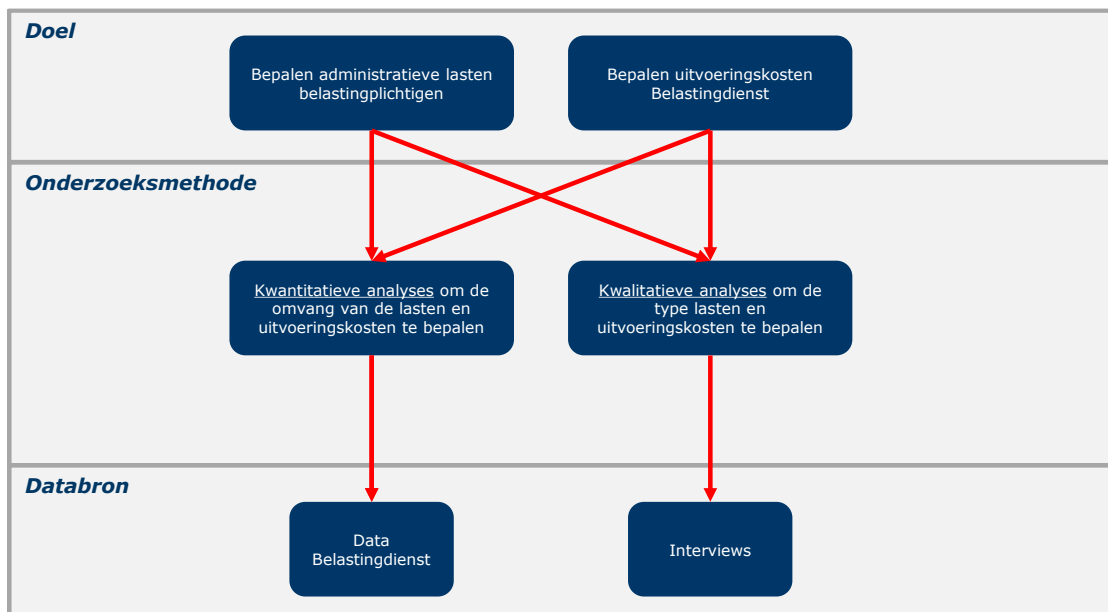 Doel
Bepalen administratieve lasten
belastingplichtigen
Bepalen uitvoeringskosten
Belastingdienst
Onderzoeksmethode
Kwantitatieve analyses om de
omvang van de lasten en
uitvoeringskosten te bepalen
Kwalitatieve analyses om de
type lasten en
uitvoeringskosten te bepalen
Databron
Data
Belastingdienst
Interviews